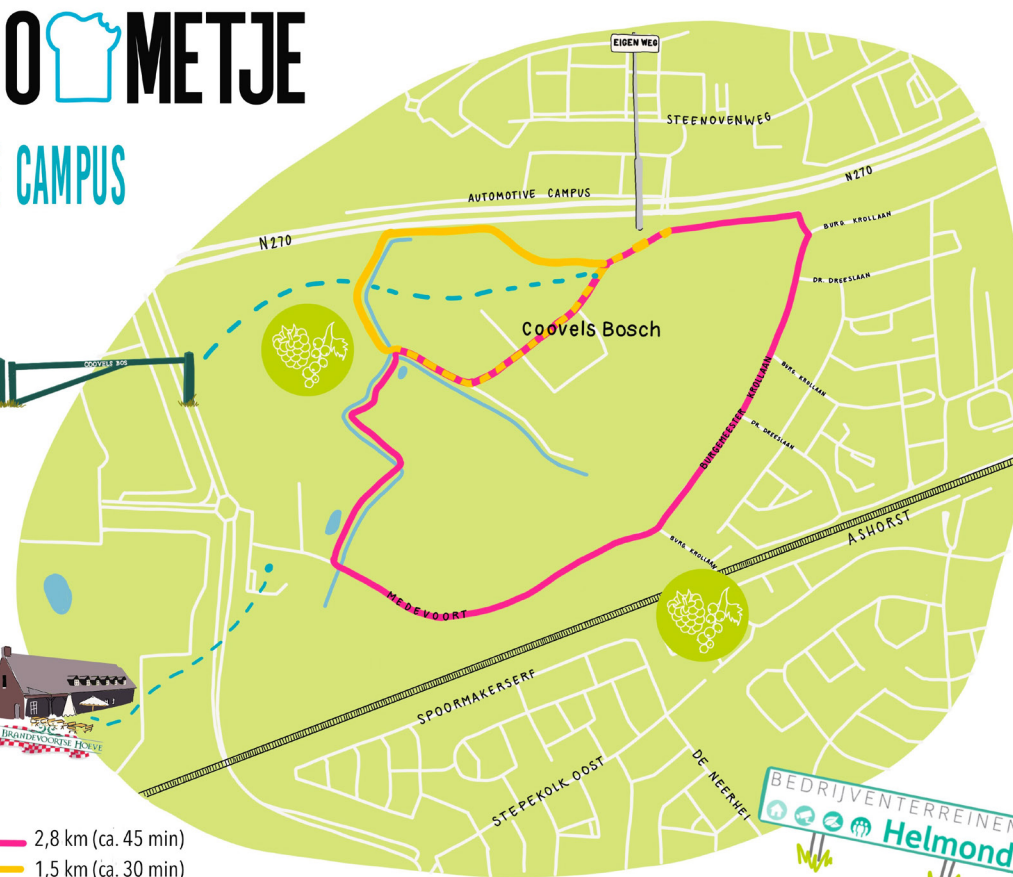 O METJE
CAMPUS
EIGEN WEG
STEENOVENWEG
N270
AUTOMOTIVE CAMPUS
N270
BURG. KROLLAAN
DR. DREESLAAN
Coovels Bosch
COOVELS BOS
BURG. KROLLAAN
BURGEMEESTER KROLLAAN
DR. DREESLAAN
BURG. KROLLAAN
ASHORST
MEDEVOORT
SPOORMAKERSERF
BRANDEVOORTSE HOEVE
STEPEKOLK OOST
DE NEERHEI
BEDRIJVENTERREINEN
Helmond
2,8 km (ca. 45 min)
1,5 km (ca. 30 min)